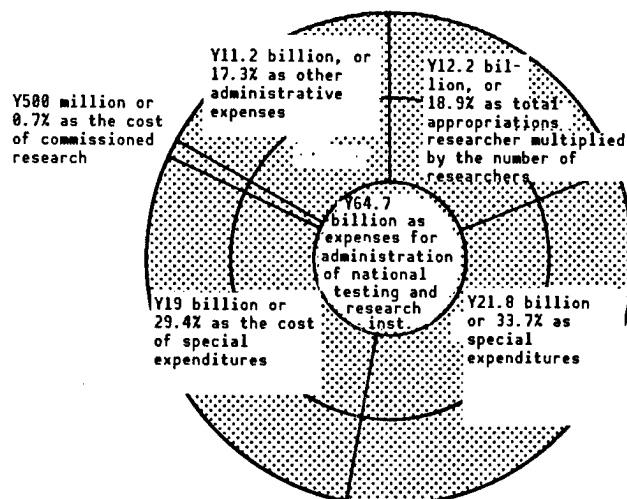 Y11.2 billion, or
17.3% as other
administrative
expenses
Y12.2 bil-
lion, or
18.9% as total
appropriations
researcher multiplied
by the number of
researchers
Y500 million or
0.7% as the cost
of commissioned
research
Y64.7
billion as
expenses for
administration
of national
testing and
research
inst.
Y19 billion or
29.4% as the cost
of special
expenditures
Y21.8 billion
or 33.7% as
special
expenditures